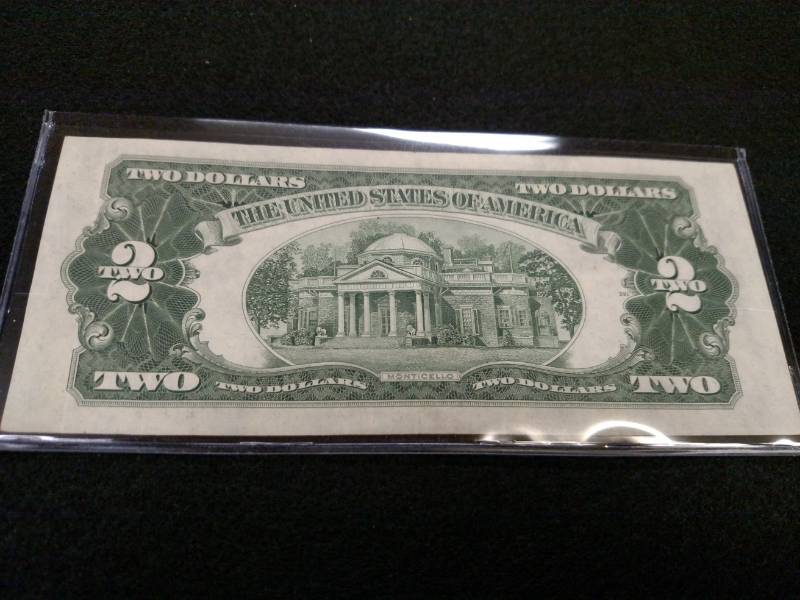 TWO DOLLARS
TWO DOLLARS
THE UNITED STATES OF AMERICA
2
TWO
2
TWO
TWO
TWO DOLLARS
MONTICELLO
TWO DOLLARS
TWO